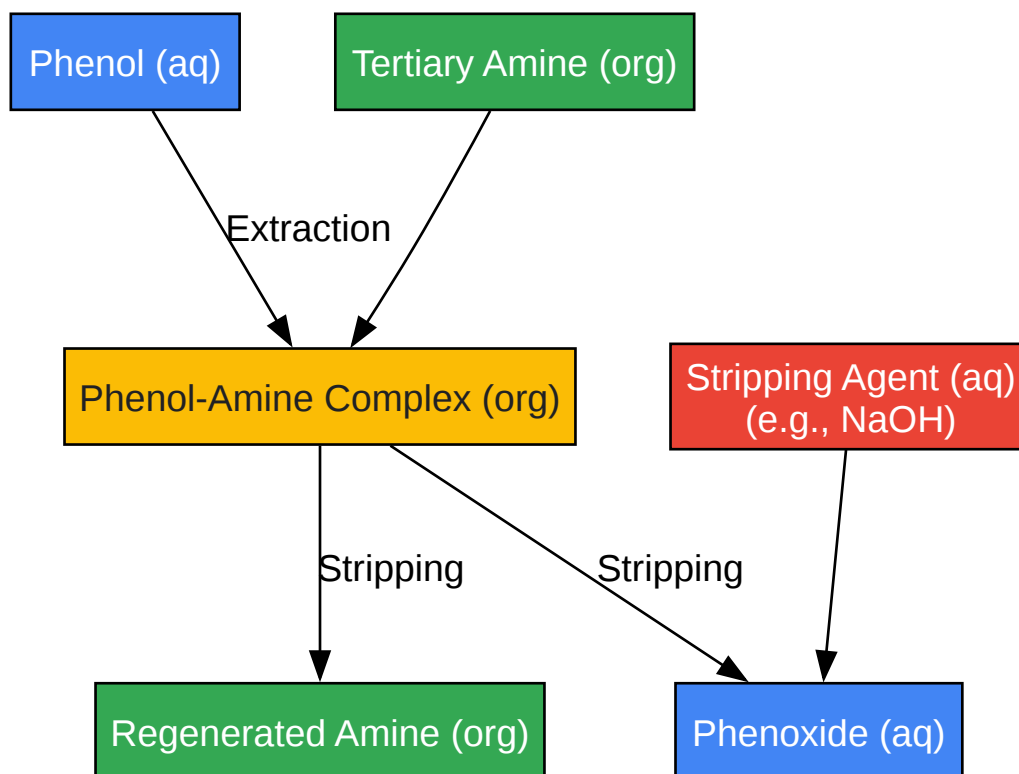 Phenol (aq)
Tertiary Amine (org)
Extraction
Phenol-Amine Complex (org)
Stripping Agent (aq)
(e.g., NaOH)
Stripping
Stripping
Regenerated Amine (org)
Phenoxide (aq)